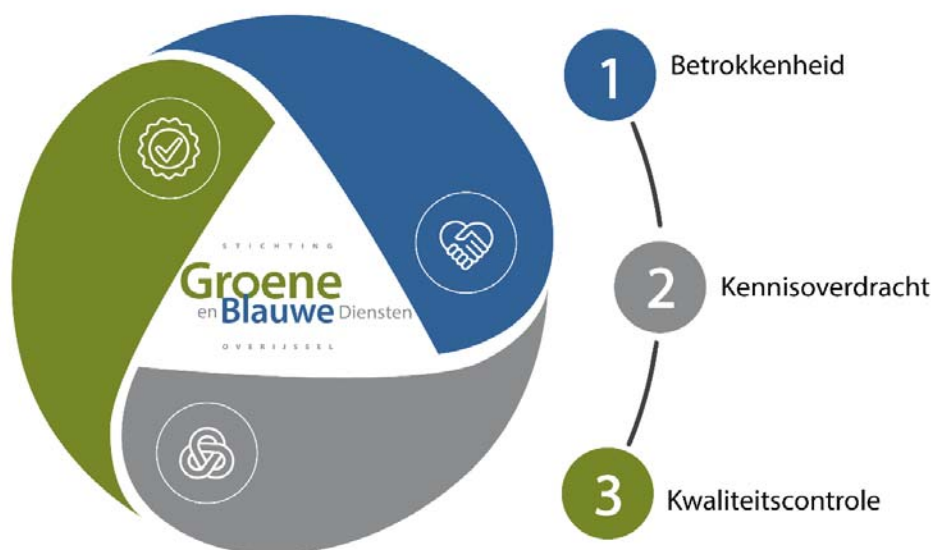 STICHTING
Groene
en Blauwe Diensten
OVERIJSSEL
1 Betrokkenheid
2 Kennisoverdracht
3 Kwaliteitscontrole